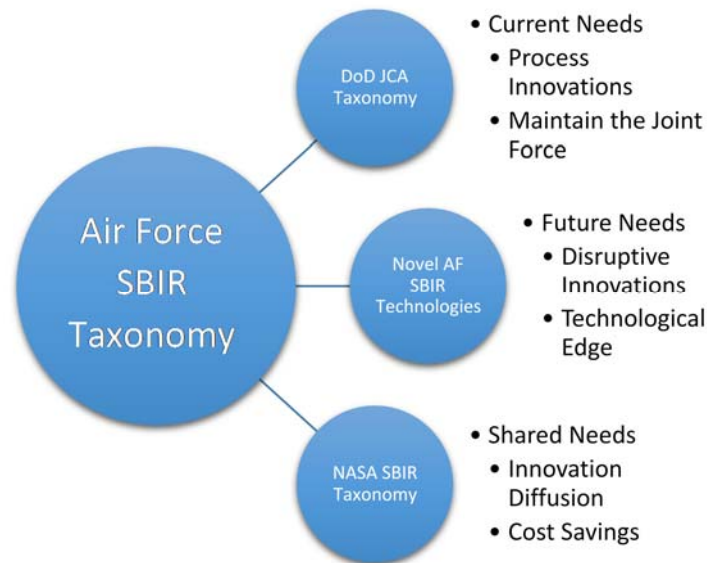 Air Force
SBIR
Taxonomy
DoD JCA
Taxonomy
• Current Needs
• Process
Innovations
• Maintain the Joint
Force
Novel AF
SBIR
Technologies
• Future Needs
• Disruptive
Innovations
• Technological
Edge
NASA SBIR
Taxonomy
• Shared Needs
• Innovation
Diffusion
• Cost Savings